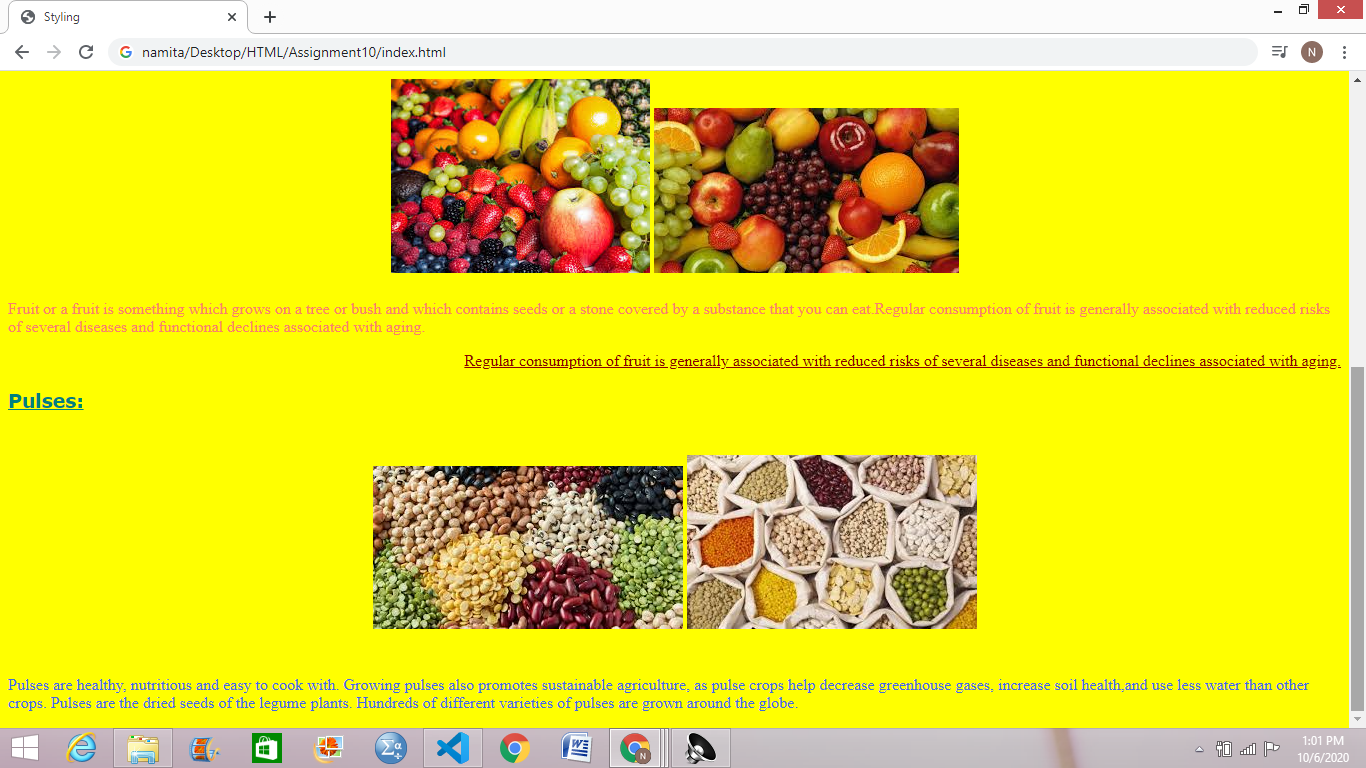 Styling
namita/Desktop/HTML/Assignment10/index.html
N
Fruit or a fruit is something which grows on a tree or bush and which contains seeds or a stone covered by a substance that you can eat.Regular consumption of fruit is generally associated with reduced risks
of several diseases and functional declines associated with aging.
Regular consumption of fruit is generally associated with reduced risks of several diseases and functional declines associated with aging.
Pulses:
Pulses are healthy, nutritious and easy to cook with. Growing pulses also promotes sustainable agriculture, as pulse crops help decrease greenhouse gases, increase soil health,and use less water than other
crops. Pulses are the dried seeds of the legume plants. Hundreds of different varieties of pulses are grown around the globe.
Σα
W
N
1:01 PM
10/6/2020